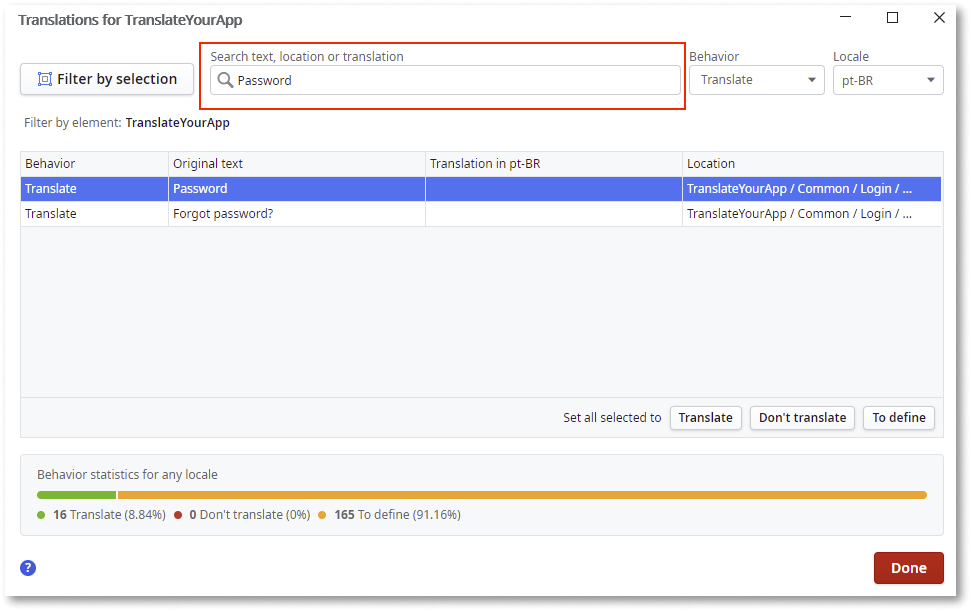 Translations for TranslateYourApp
Filter by selection
Search text, location or translation
Password
Behavior
Translate
Locale
pt-BR
Filter by element: TranslateYourApp
Behavior Original text Translation in pt-BR Location
Translate Password TranslateYourApp / Common / Login / ...
Translate Forgot password? TranslateYourApp / Common / Login / ...
Set all selected to Translate Don't translate To define
Behavior statistics for any locale
16 Translate (8.84%) 0 Don't translate (0%) 165 To define (91.16%)
? Done